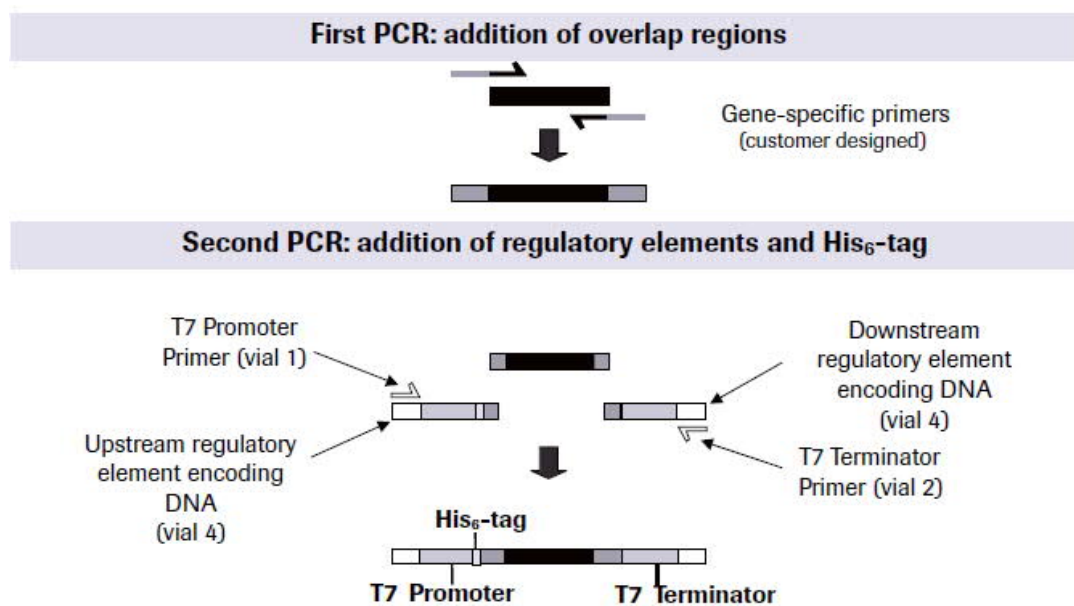 First PCR: addition of overlap regions
Gene-specific primers
(customer designed)
Second PCR: addition of regulatory elements and His₆-tag
T7 Promoter
Primer (vial 1)
Downstream
regulatory element
encoding DNA
(vial 4)
Upstream regulatory
element encoding
DNA
(vial 4)
T7 Terminator
Primer (vial 2)
His₆-tag
T7 Promoter
T7 Terminator